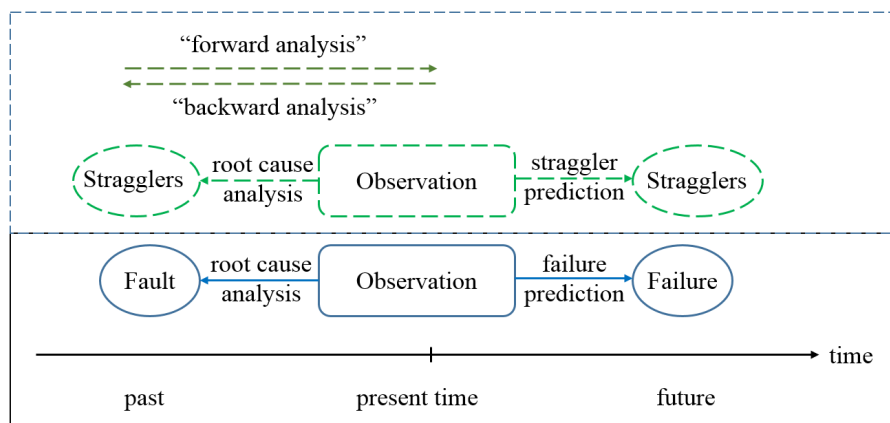 “forward analysis”
“backward analysis”
Stragglers
root cause
analysis
Observation
straggler
prediction
Stragglers
Fault
root cause
analysis
Observation
failure
prediction
Failure
time
past
present time
future